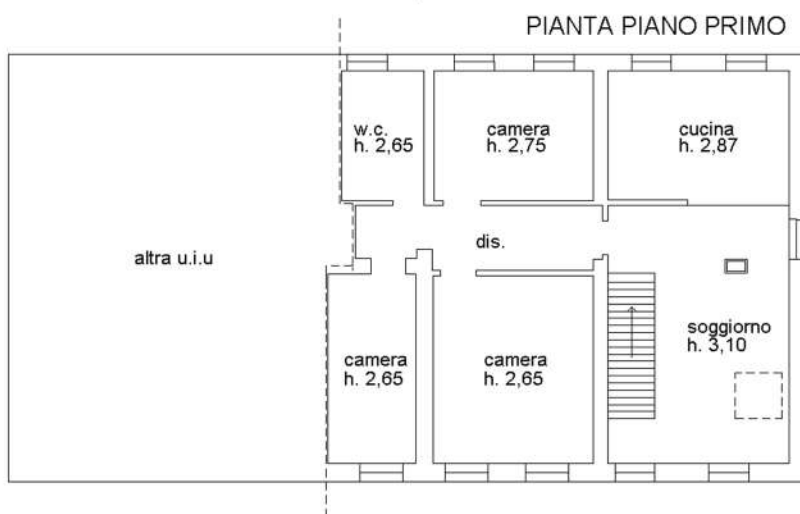 PIANTA PIANO PRIMO
w.c.
h. 2,65
camera
h. 2,75
cucina
h. 2,87
dis.
altra u.i.u
camera
h. 2,65
camera
h. 2,65
soggiorno
h. 3,10